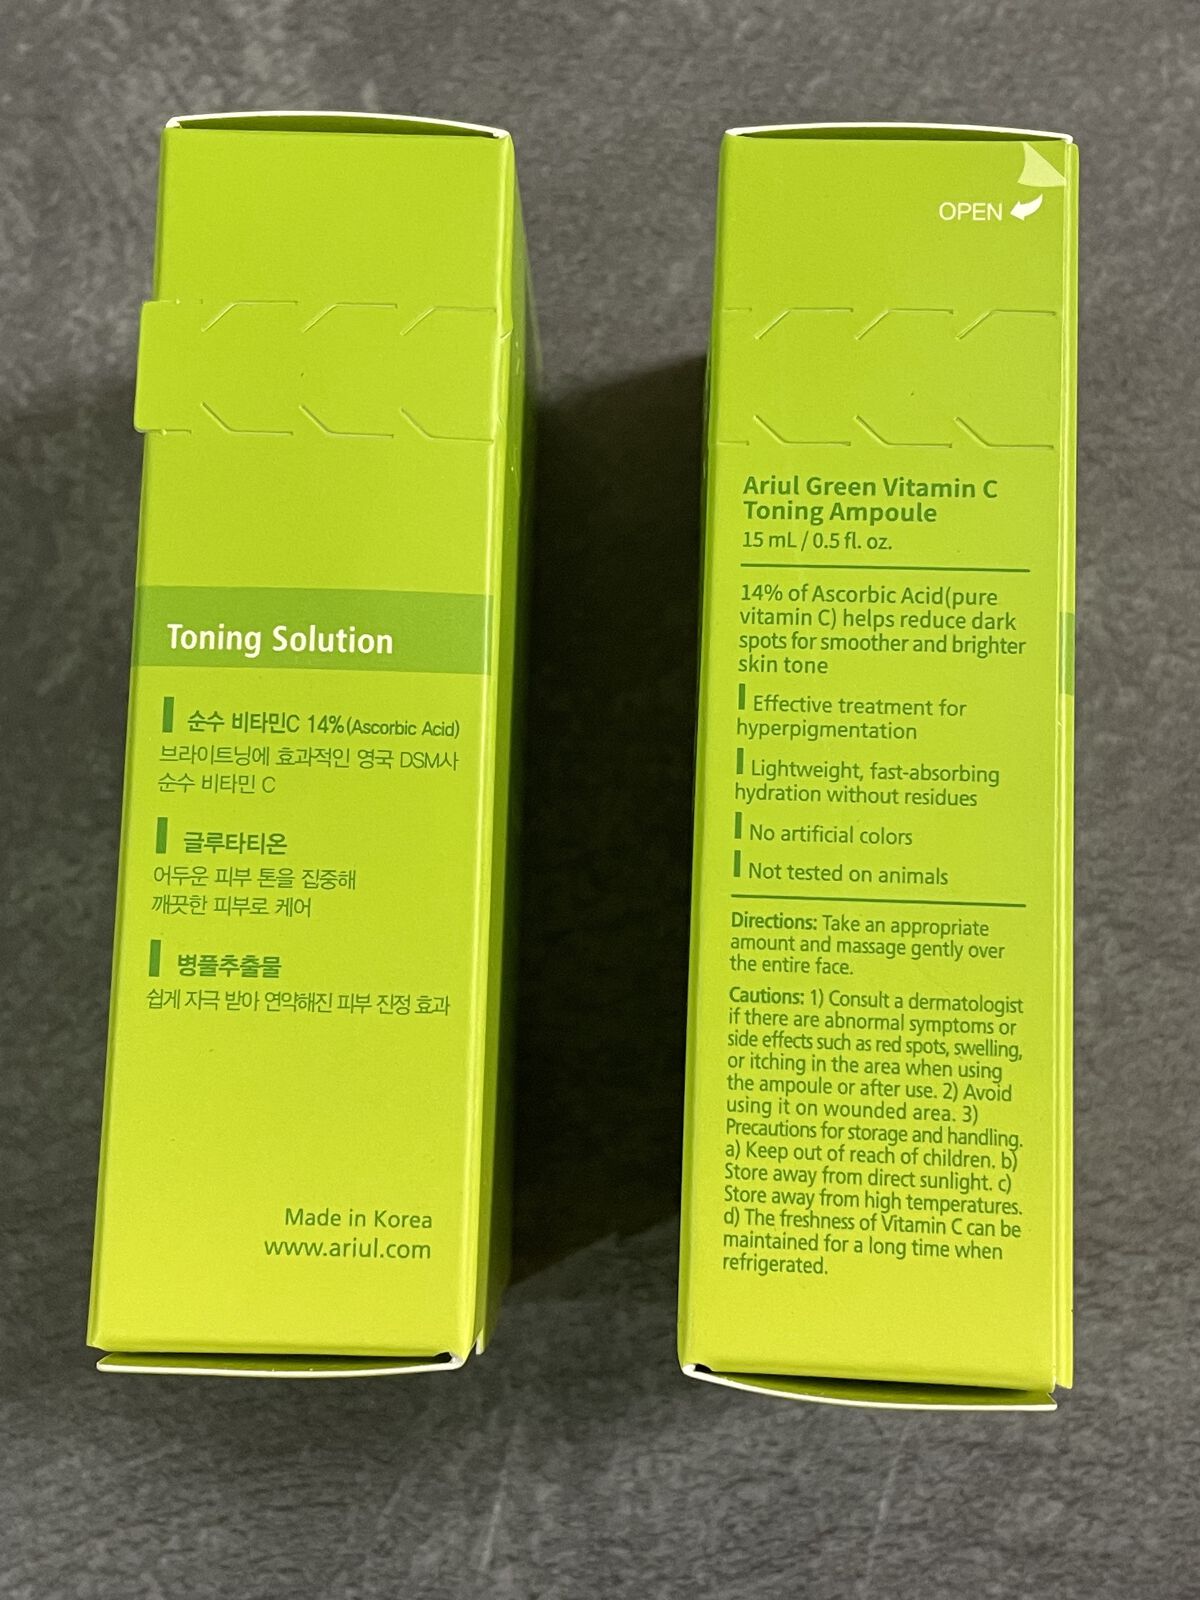 Toning Solution
순수 비타민C 14%(Ascorbic Acid)
브라이트닝에 효과적인 영국 DSM사
순수 비타민 C
글루타티온
어두운 피부 톤을 집중해
깨끗한 피부로 케어
병풀추출물
쉽게 자극 받아 연약해진 피부 진정 효과
Made in Korea
www.ariul.com
OPEN
Ariul Green Vitamin C
Toning Ampoule
15 mL / 0.5 fl. oz.
14% of Ascorbic Acid(pure
vitamin C) helps reduce dark
spots for smoother and brighter
skin tone
Effective treatment for
hyperpigmentation
Lightweight, fast-absorbing
hydration without residues
No artificial colors
Not tested on animals
Directions: Take an appropriate
amount and massage gently over
the entire face.
Cautions: 1) Consult a dermatologist
if there are abnormal symptoms or
side effects such as red spots, swelling,
or itching in the area when using
the ampoule or after use. 2) Avoid
using it on wounded area. 3)
Precautions for storage and handling.
a) Keep out of reach of children. b)
Store away from direct sunlight. c)
Store away from high temperatures.
d) The freshness of Vitamin C can be
maintained for a long time when
refrigerated.